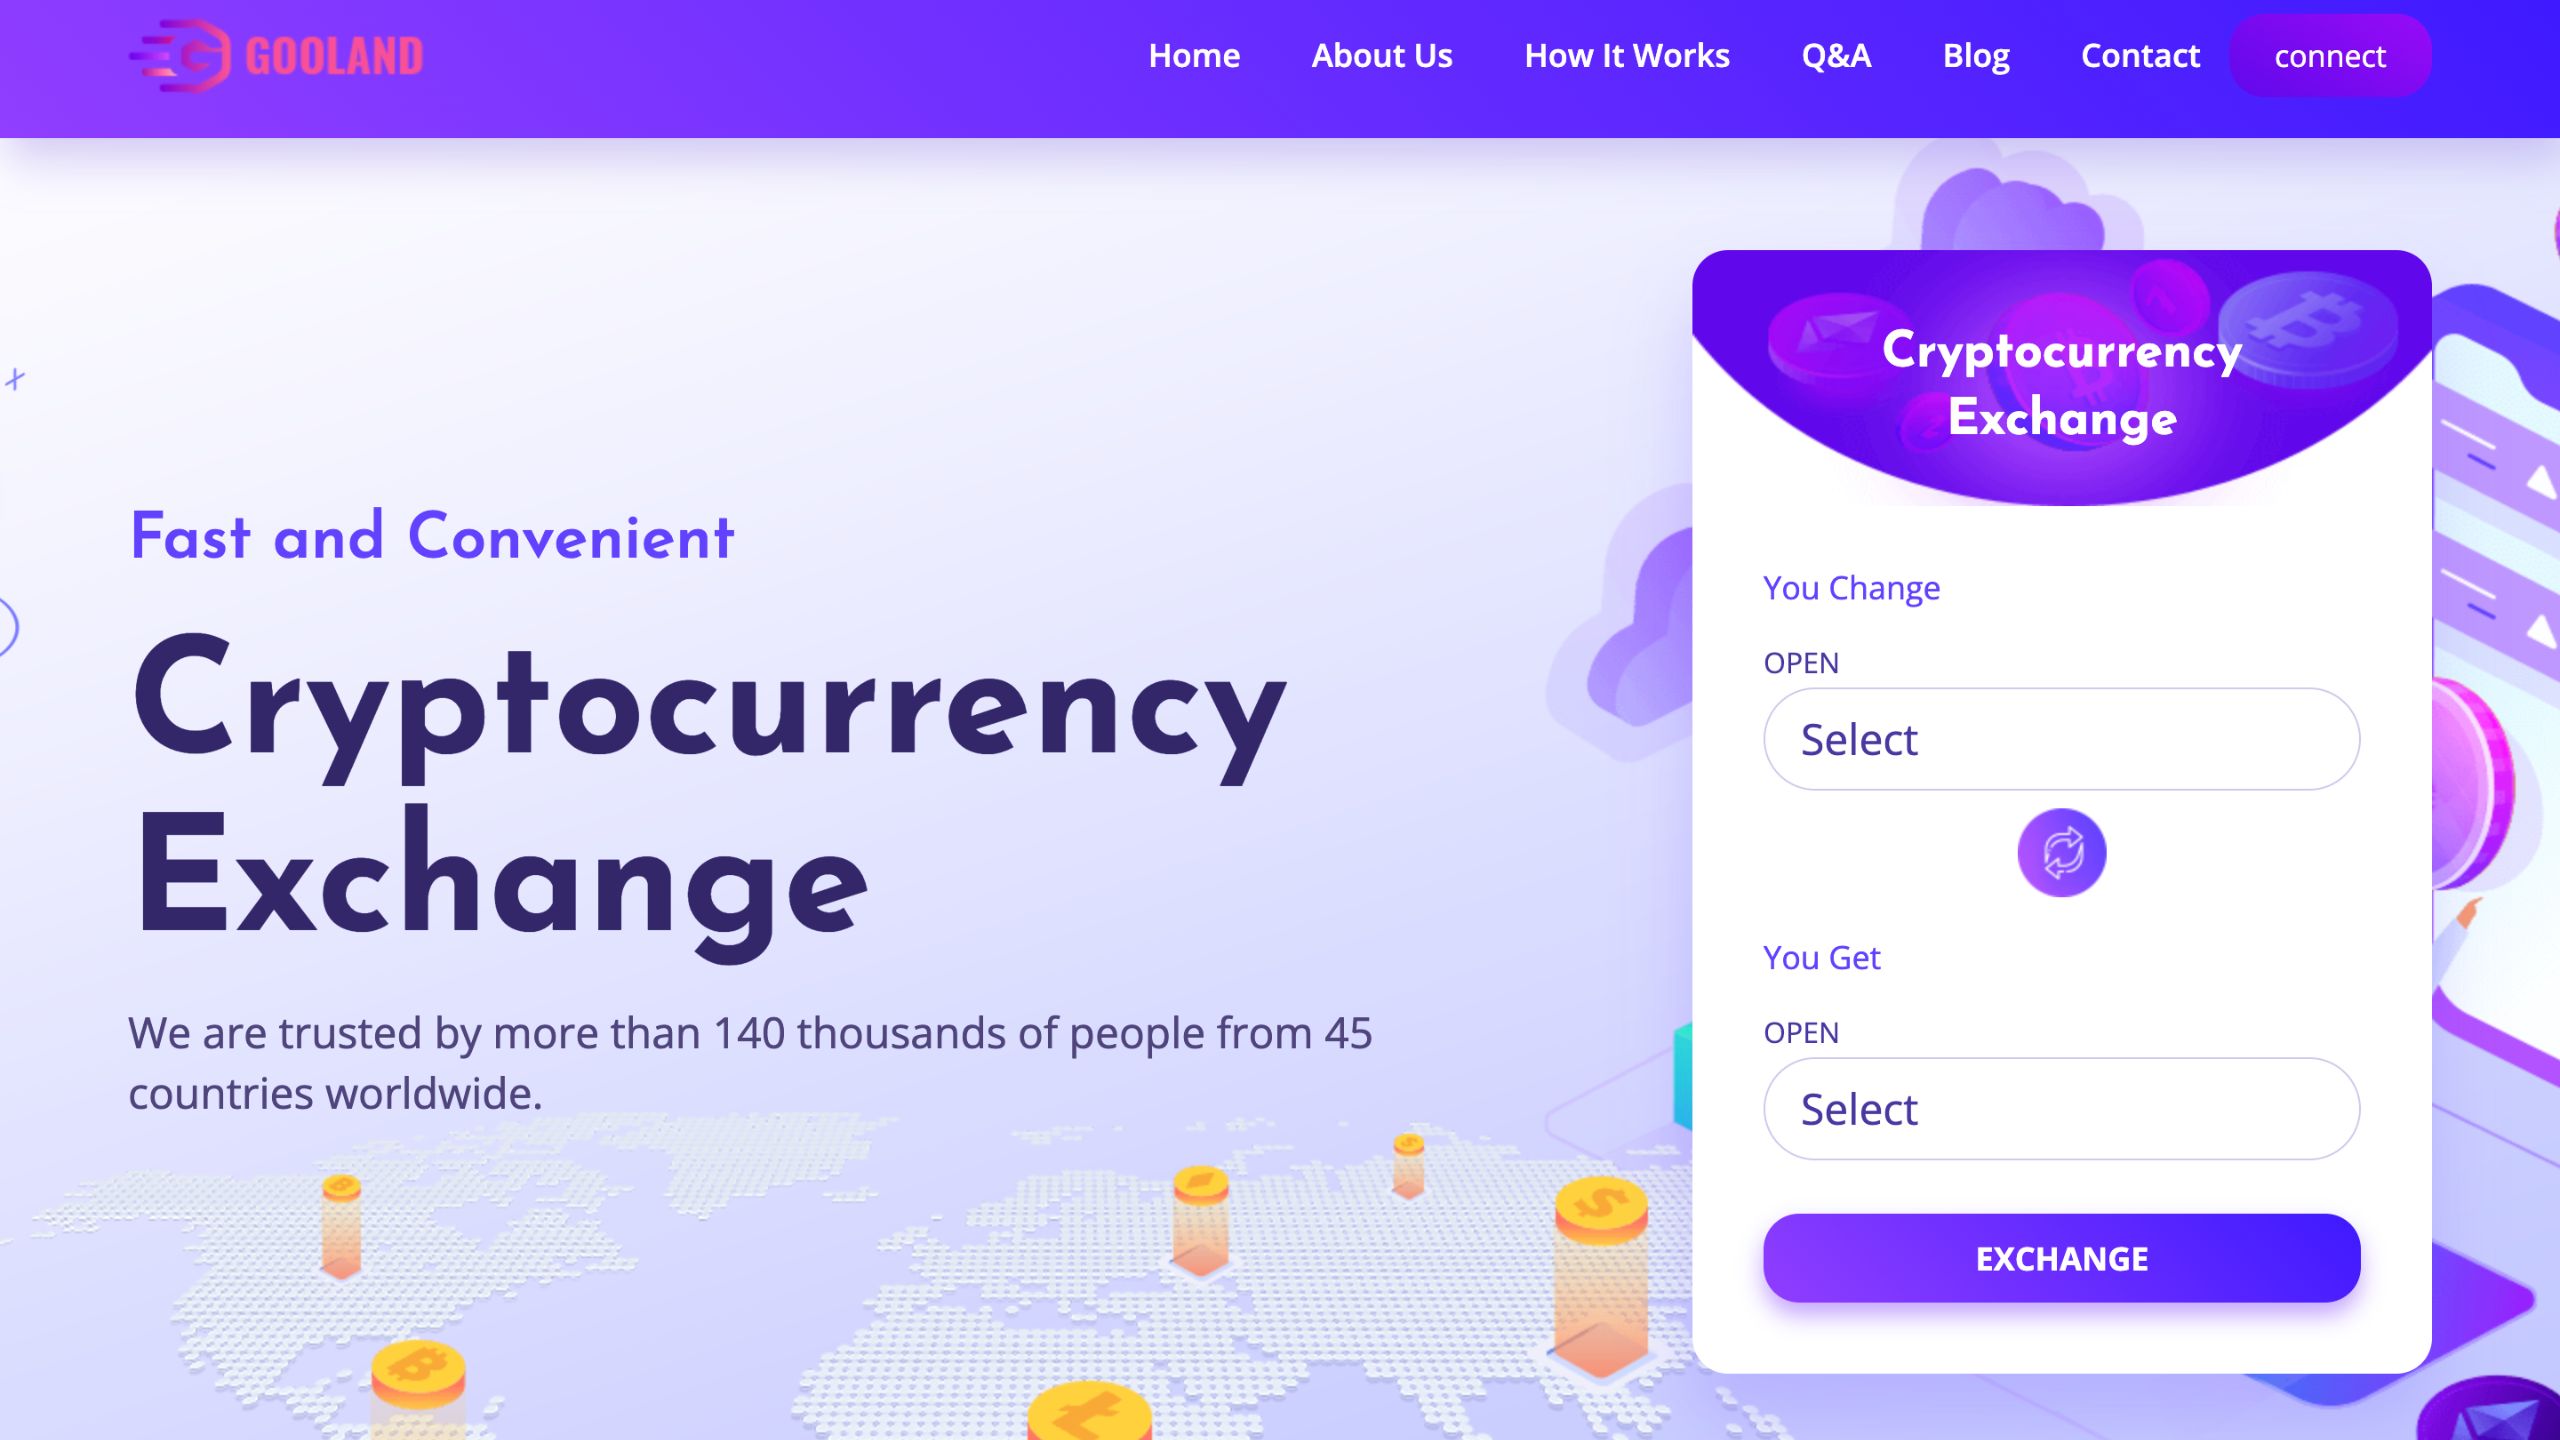 GOOLAND
Home
About Us
How It Works
Q&A
Blog
Contact
connect
Fast and Convenient
Cryptocurrency
Exchange
We are trusted by more than 140 thousands of people from 45
countries worldwide.
Cryptocurrency
Exchange
You Change
OPEN
Select
You Get
OPEN
Select
EXCHANGE